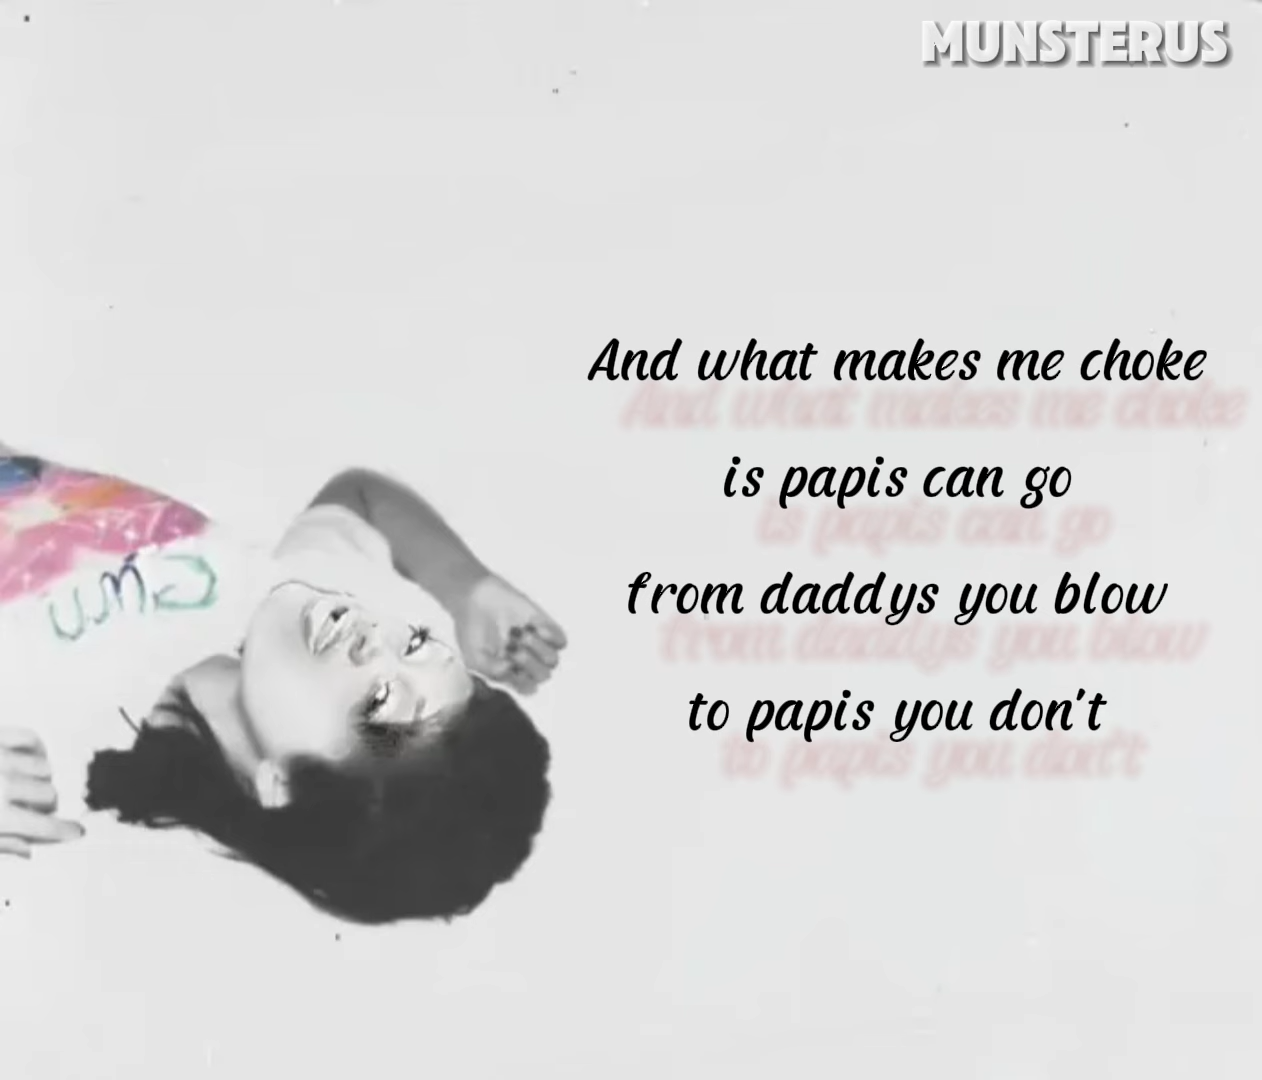 MUNSTERUS
And what makes me choke
is papis can go
from daddys you blow
to papis you don't